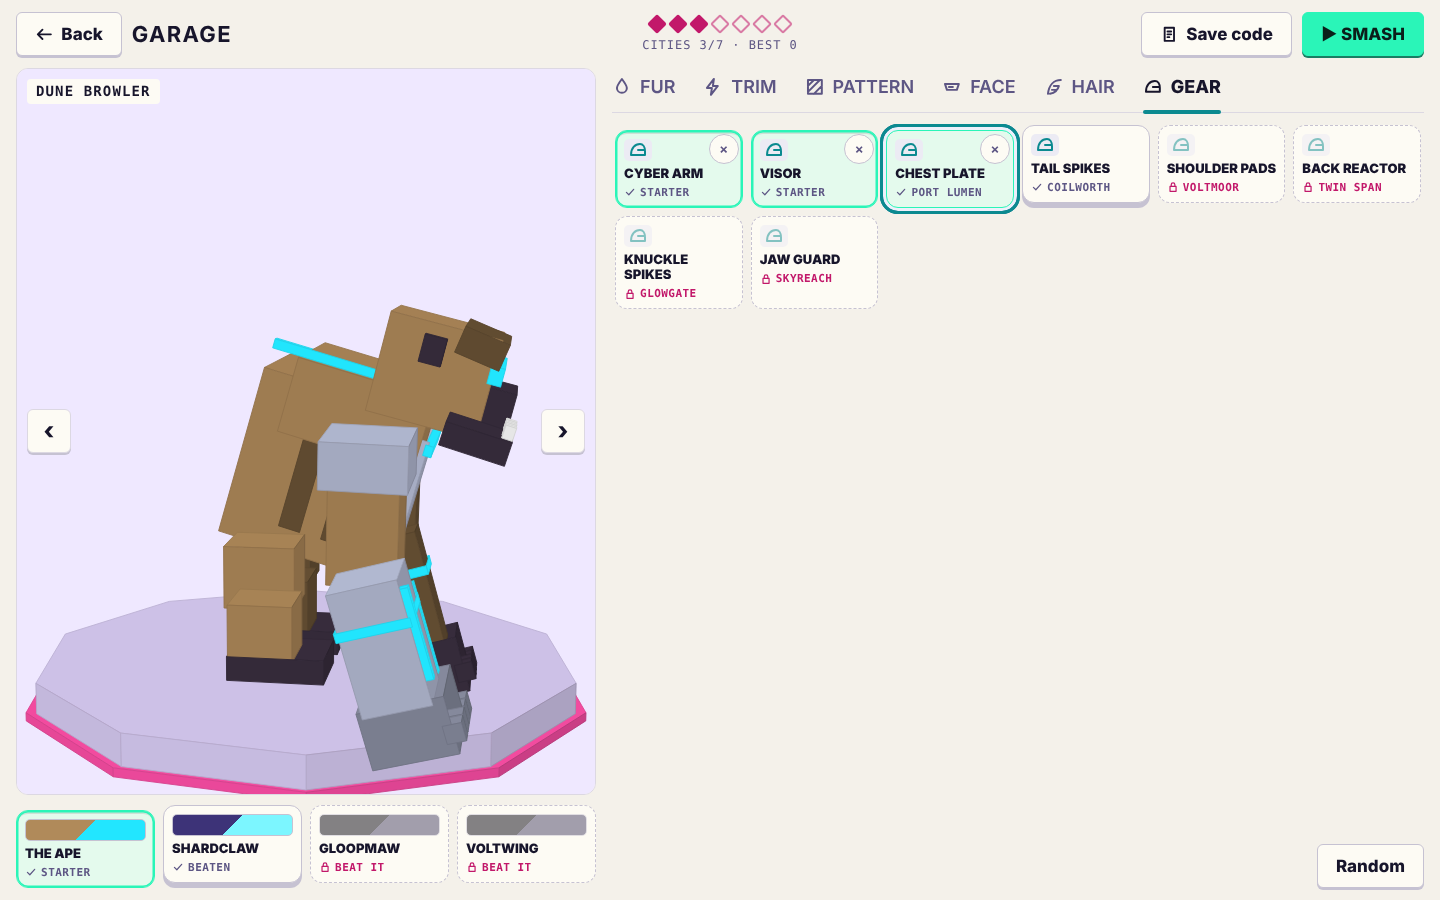 Back
GARAGE
CITIES 3/7 · BEST 0
Save code
SMASH
DUNE BROWLER
FUR
TRIM
PATTERN
FACE
HAIR
GEAR
CYBER ARM
STARTER
VISOR
STARTER
CHEST PLATE
PORT LUMEN
TAIL SPIKES
COILWORTH
SHOULDER PADS
VOLTMOOR
BACK REACTOR
TWIN SPAN
KNUCKLE
SPIKES
GLOWGATE
JAW GUARD
SKYREACH
THE APE
STARTER
SHARDCLAW
BEATEN
GLOOPMAW
BEAT IT
VOLTWING
BEAT IT
Random